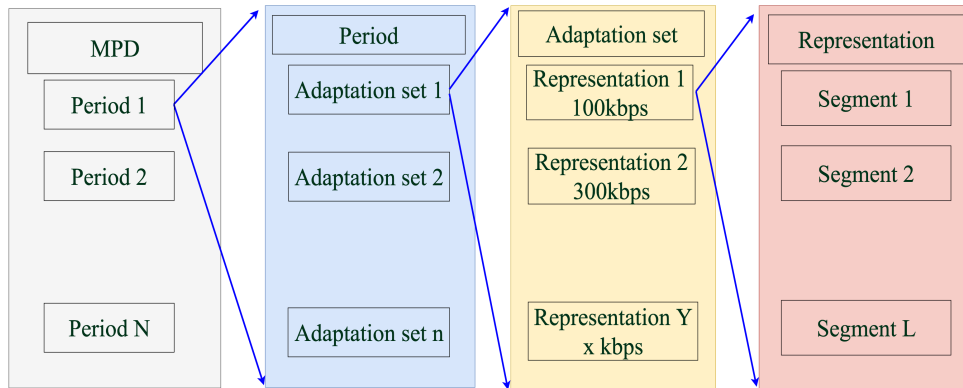 MPD
Period 1
Period 2
Period N
Period
Adaptation set 1
Adaptation set 2
Adaptation set n
Adaptation set
Representation 1
100kbps
Representation 2
300kbps
Representation Y
x kbps
Representation
Segment 1
Segment 2
Segment L